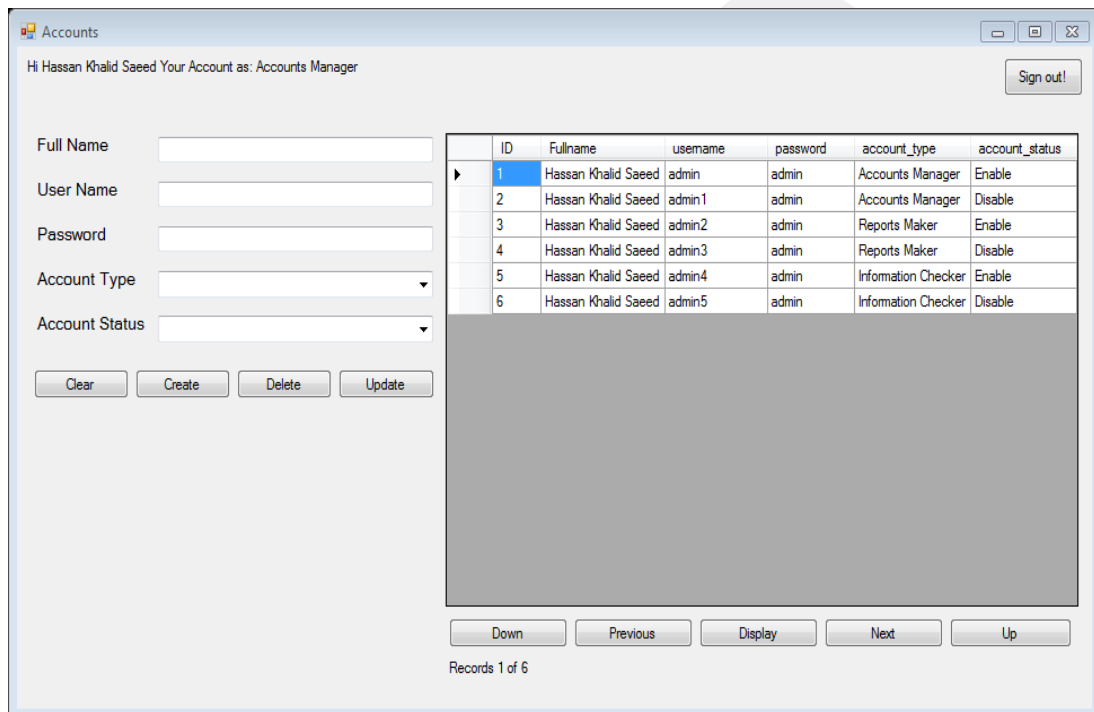 Accounts
Hi Hassan Khalid Saeed Your Account as: Accounts Manager
Sign out!
Full Name
User Name
Password
Account Type
Account Status
Clear Create Delete Update
ID Fullname username password account_type account_status
1 Hassan Khalid Saeed admin admin Accounts Manager Enable
2 Hassan Khalid Saeed admin1 admin Accounts Manager Disable
3 Hassan Khalid Saeed admin2 admin Reports Maker Enable
4 Hassan Khalid Saeed admin3 admin Reports Maker Disable
5 Hassan Khalid Saeed admin4 admin Information Checker Enable
6 Hassan Khalid Saeed admin5 admin Information Checker Disable
Down Previous Display Next Up
Records 1 of 6